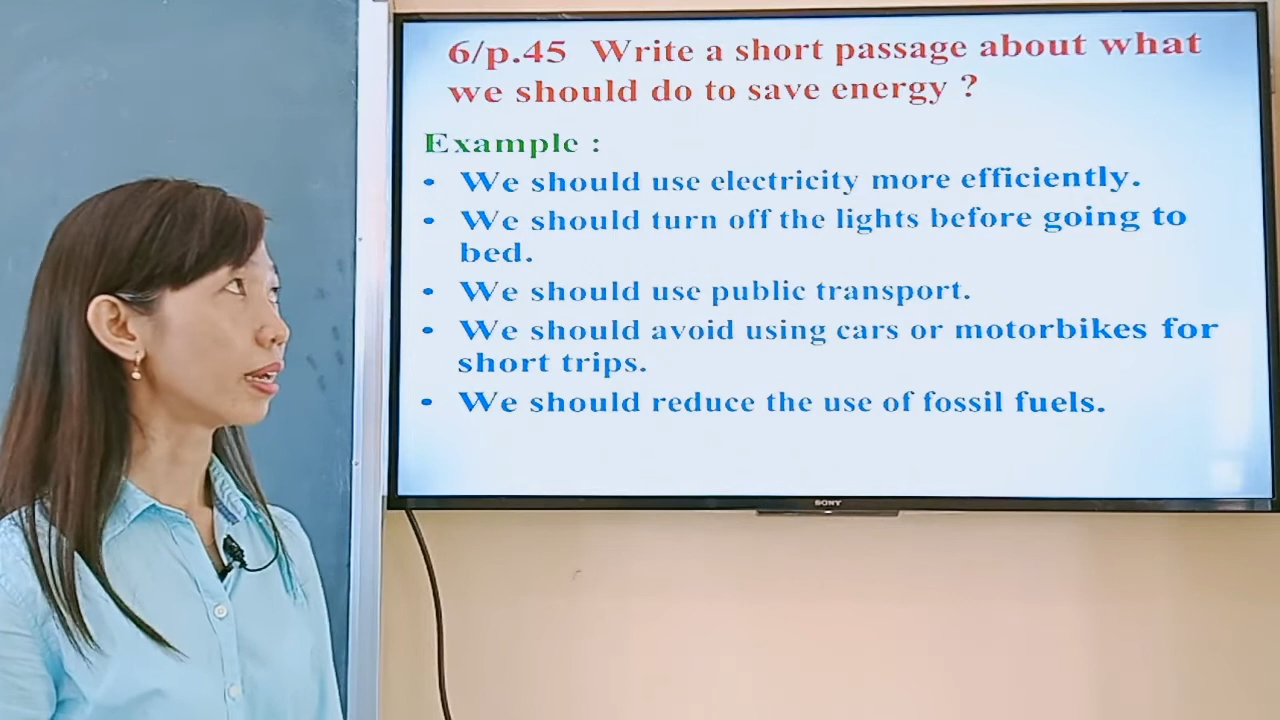 6/p.45 Write a short passage about what
we should do to save energy ?
Example :
• We should use electricity more efficiently.
• We should turn off the lights before going to
bed.
• We should use public transport.
• We should avoid using cars or motorbikes for
short trips.
• We should reduce the use of fossil fuels.
SONY